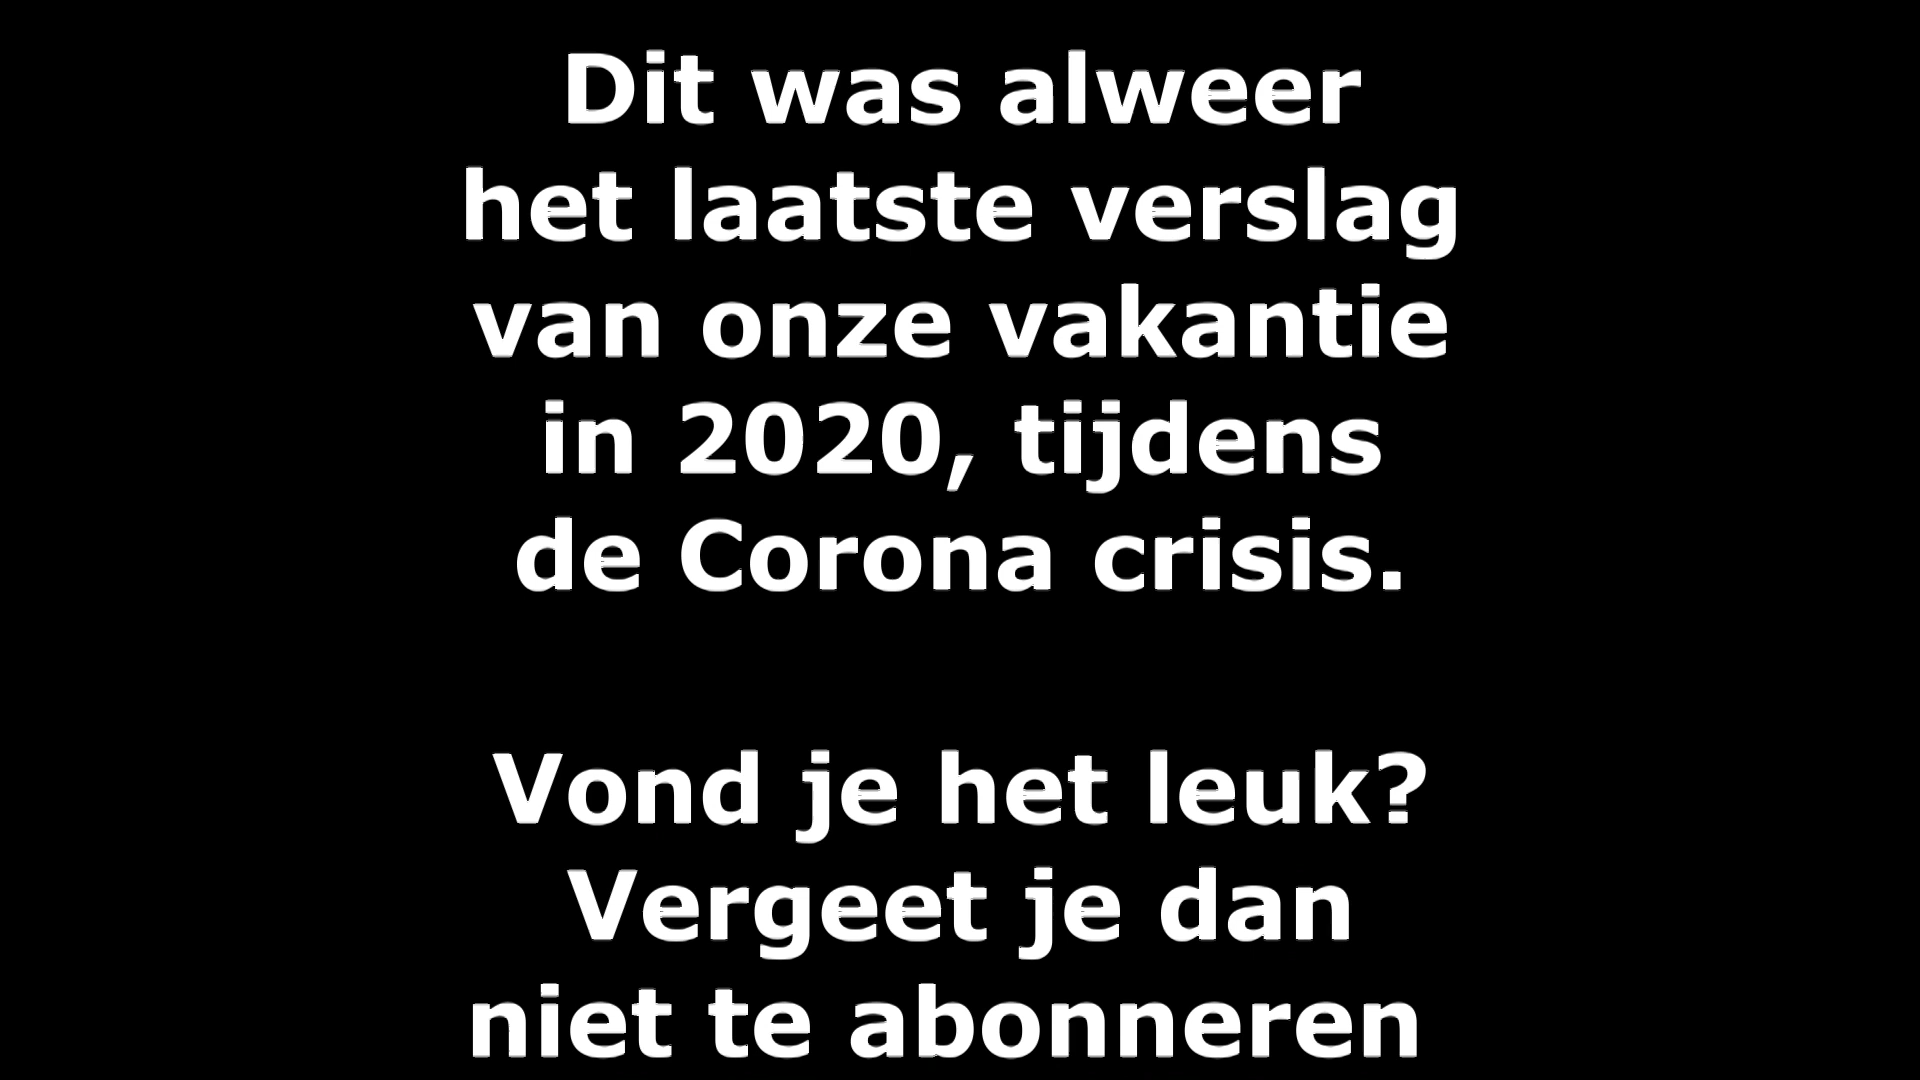 Dit was alweer
het laatste verslag
van onze vakantie
in 2020, tijdens
de Corona crisis.
Vond je het leuk?
Vergeet je dan
niet te abonneren